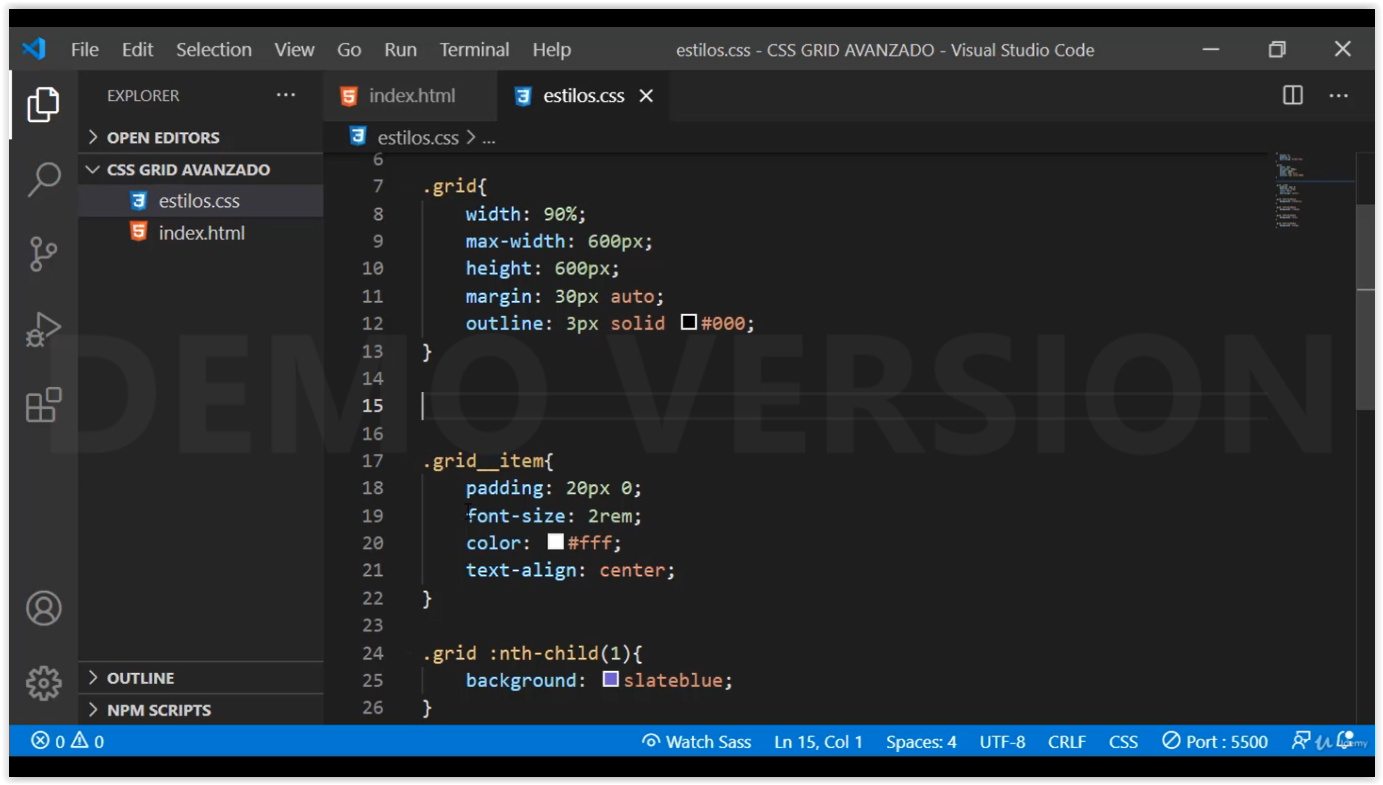 File Edit Selection View Go Run Terminal Help estilos.css - CSS GRID AVANZADO - Visual Studio Code
EXPLORER ... index.html estilos.css ...
OPEN EDITORS
estilos.css > ...
CSS GRID AVANZADO
estilos.css
index.html
6
7 .grid{
8 width: 90%;
9 max-width: 600px;
10 height: 600px;
11 margin: 30px auto;
12 outline: 3px solid #000;
13 }
14
15
16
17 .grid__item{
18 padding: 20px 0;
19 font-size: 2rem;
20 color: #fff;
21 text-align: center;
22 }
23
24 .grid :nth-child(1){
25 background: slateblue;
26 }
DEMO VERSION
OUTLINE
NPM SCRIPTS
0 0 Watch Sass Ln 15, Col 1 Spaces: 4 UTF-8 CRLF CSS Port : 5500